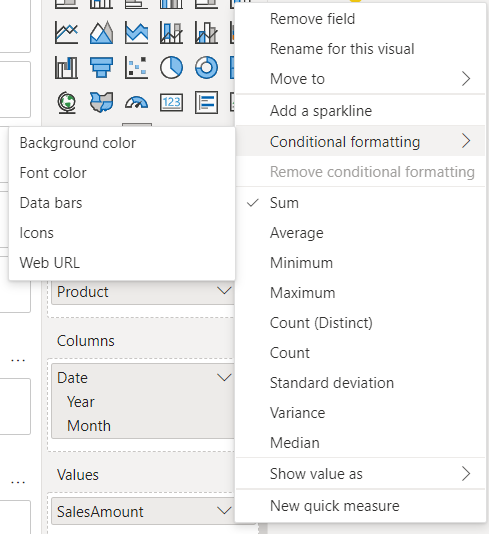 Remove field
Rename for this visual
Move to
Add a sparkline
Conditional formatting
Remove conditional formatting
Background color
Font color
Data bars
Icons
Web URL
Sum
Average
Minimum
Maximum
Count (Distinct)
Count
Standard deviation
Variance
Median
Show value as
New quick measure
123
Product
Columns
Date
Year
Month
Values
SalesAmount